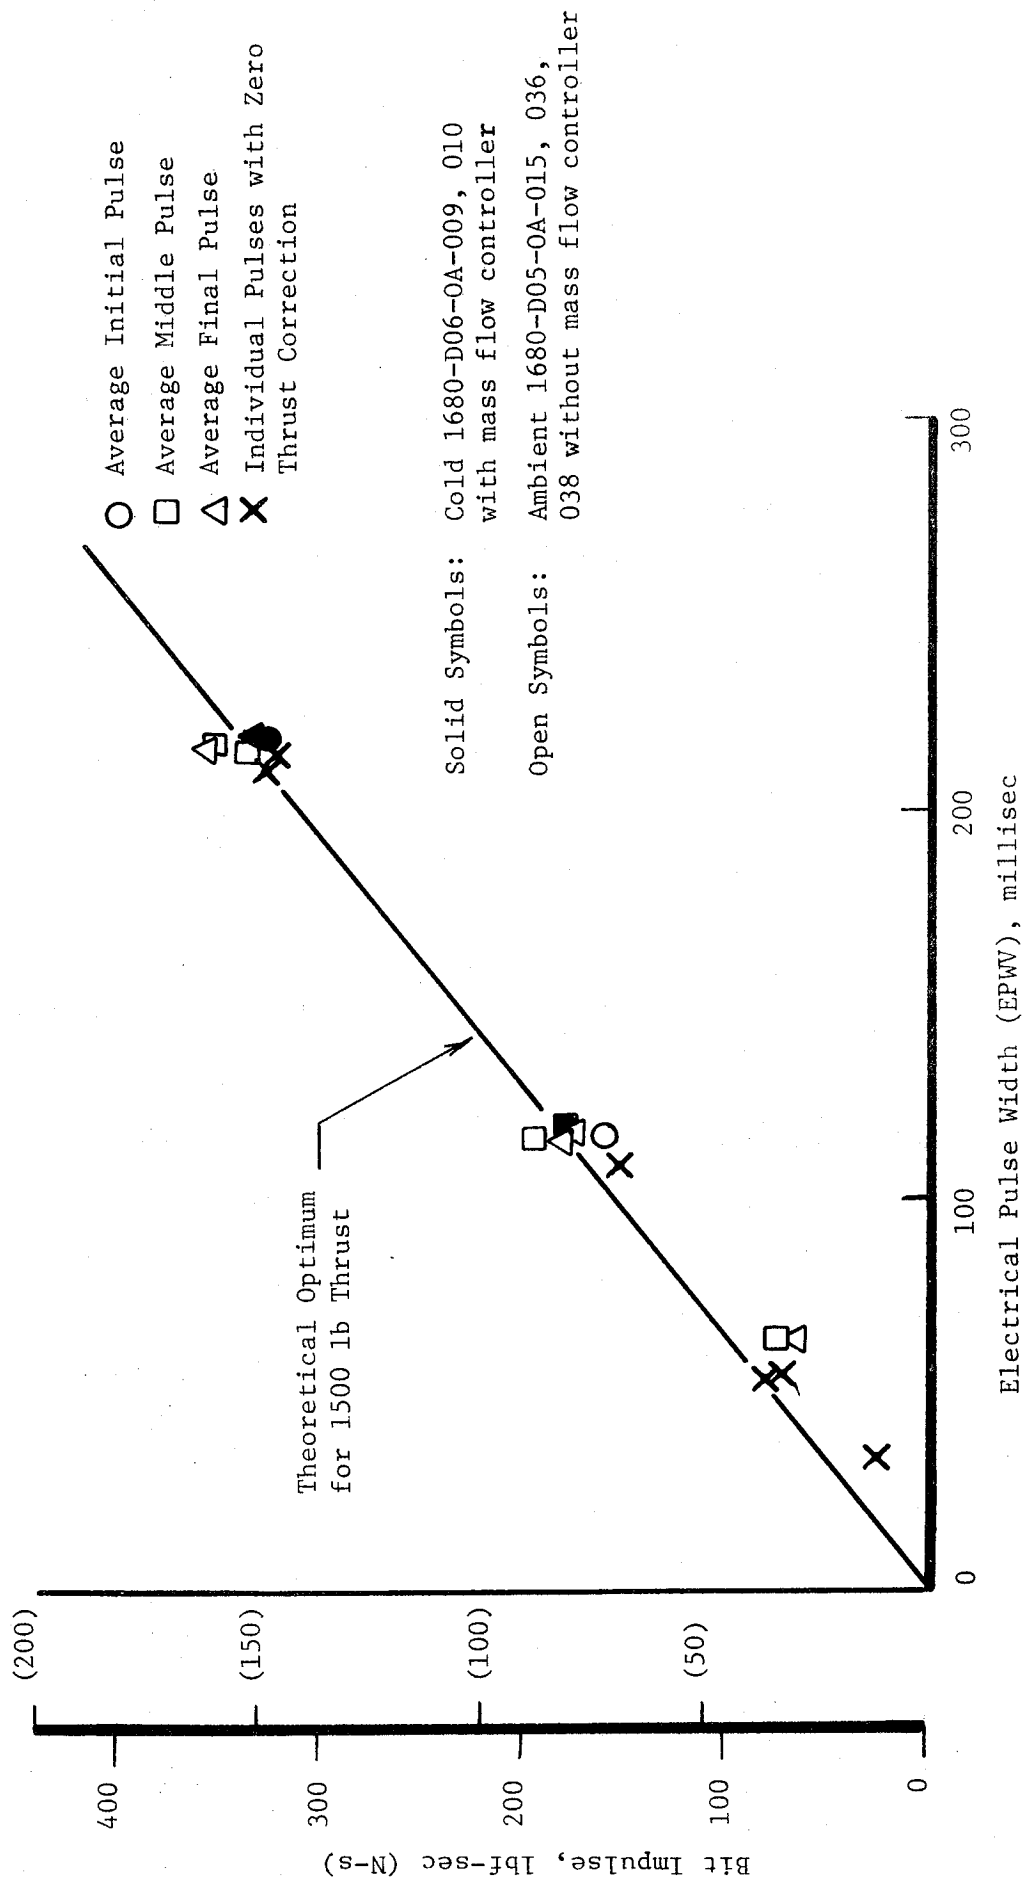 Average Initial Pulse
Average Middle Pulse
Average Final Pulse
Individual Pulses with Zero
Thrust Correction
Solid Symbols: Cold 1680-D06-OA-009, 010
with mass flow controller
Open Symbols: Ambient 1680-D05-OA-015, 036,
038 without mass flow controller
Theoretical Optimum
for 1500 lb Thrust
(200)
(150)
(100)
(50)
400
300
200
100
0
Bit Impulse, lbf-sec (N-s)
0
100
200
300
Electrical Pulse Width (EPWV), millisec